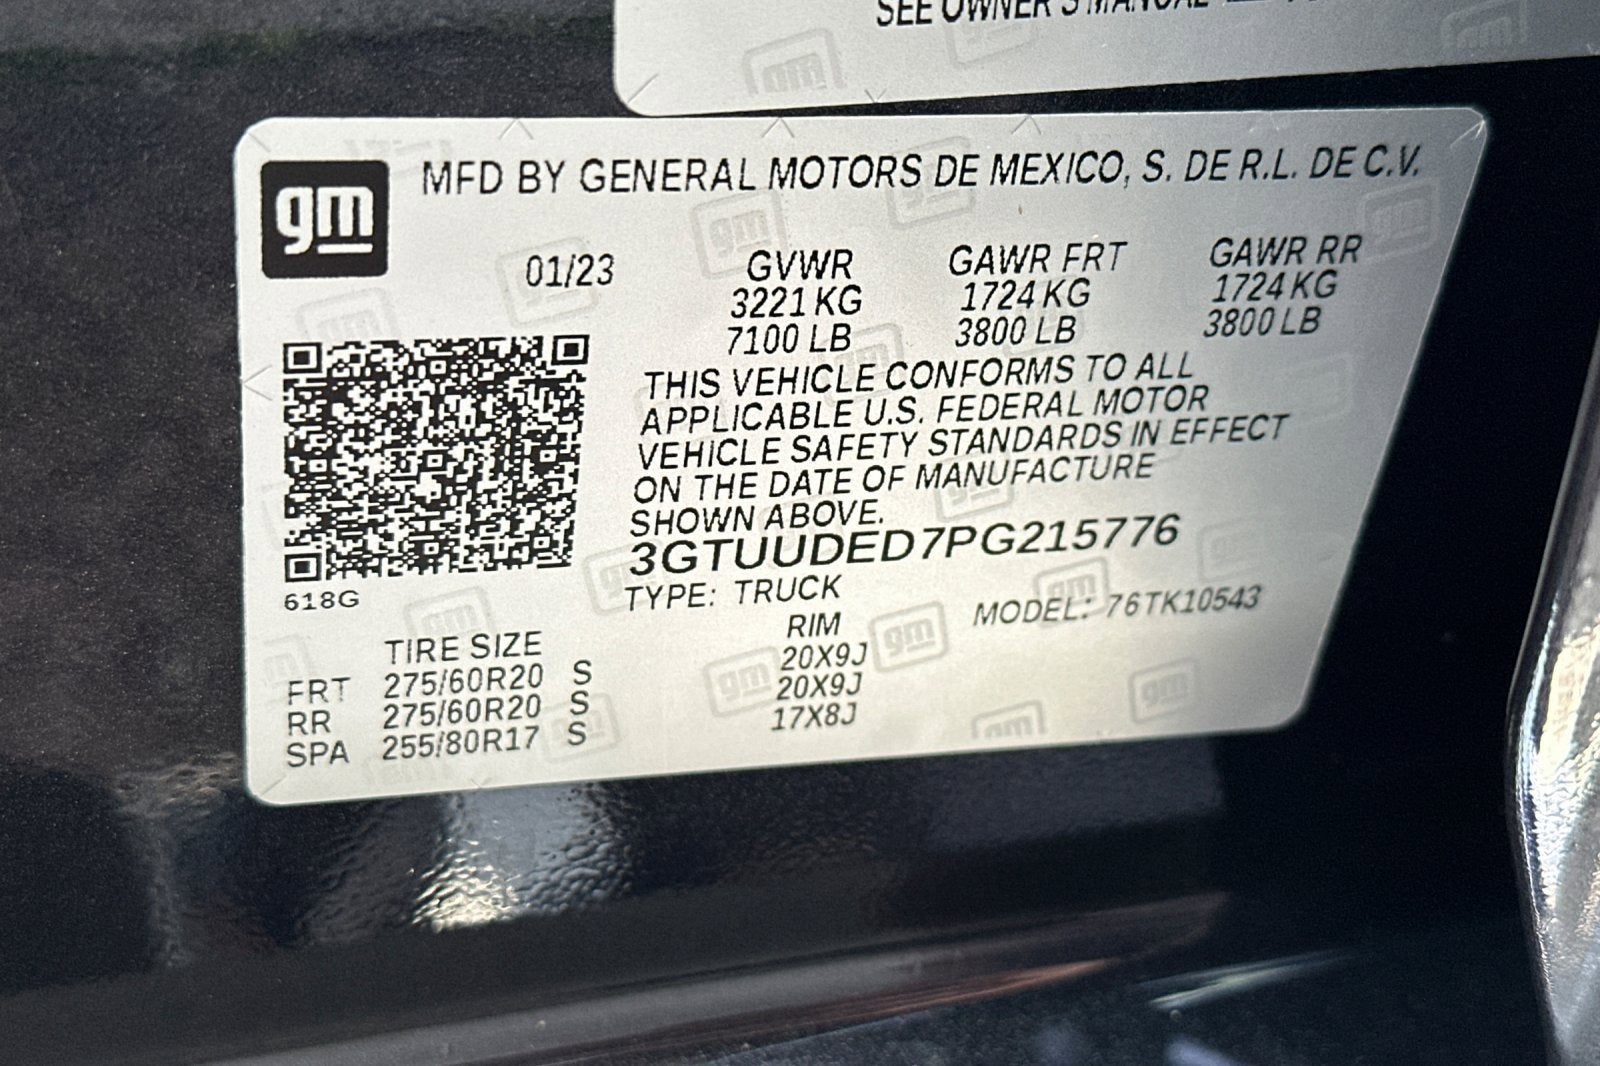 SEE OWNER'S MANUAL
gm
MFD BY GENERAL MOTORS DE MEXICO, S. DE R.L. DE C.V.
01/23 GVWR GAWR FRT GAWR RR
3221 KG 1724 KG 1724 KG
7100 LB 3800 LB 3800 LB
THIS VEHICLE CONFORMS TO ALL
APPLICABLE U.S. FEDERAL MOTOR
VEHICLE SAFETY STANDARDS IN EFFECT
ON THE DATE OF MANUFACTURE
SHOWN ABOVE.
3GTUUDED7PG215776
618G
TYPE: TRUCK MODEL: 76TK10543
TIRE SIZE RIM
FRT 275/60R20 S 20X9J
RR 275/60R20 S 20X9J
SPA 255/80R17 S 17X8J